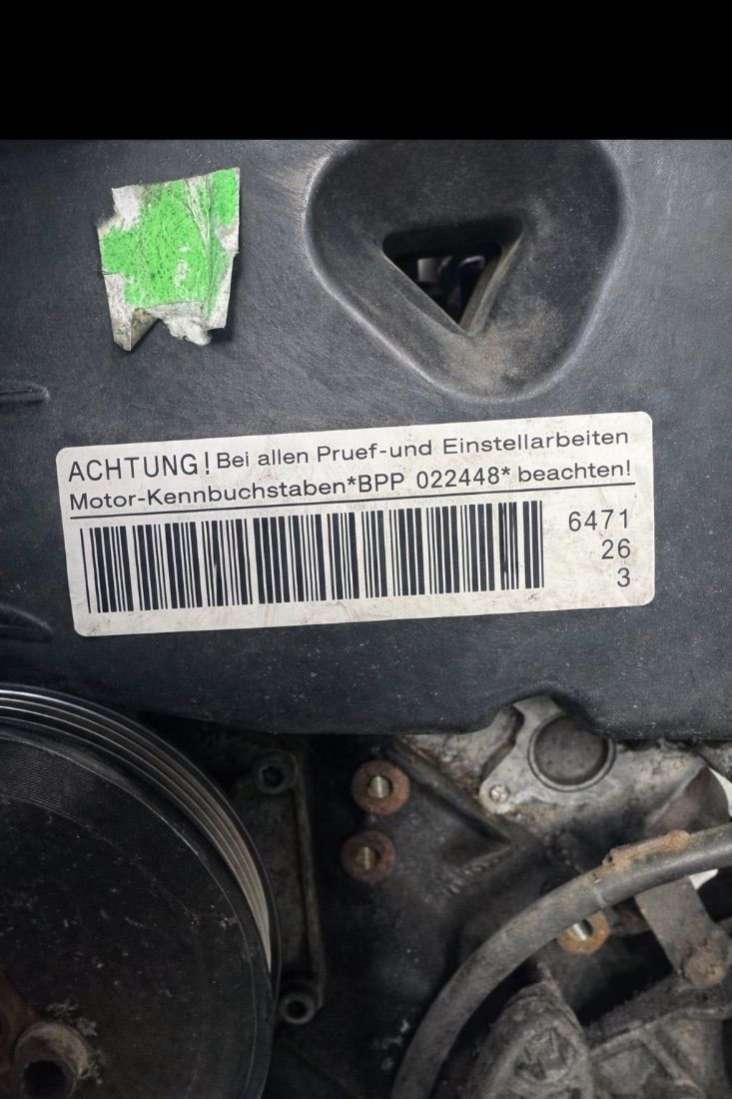 ACHTUNG! Bei allen Pruef-und Einstellarbeiten
Motor-Kennbuchstaben*BPP 022448* beachten!
6471
26
3